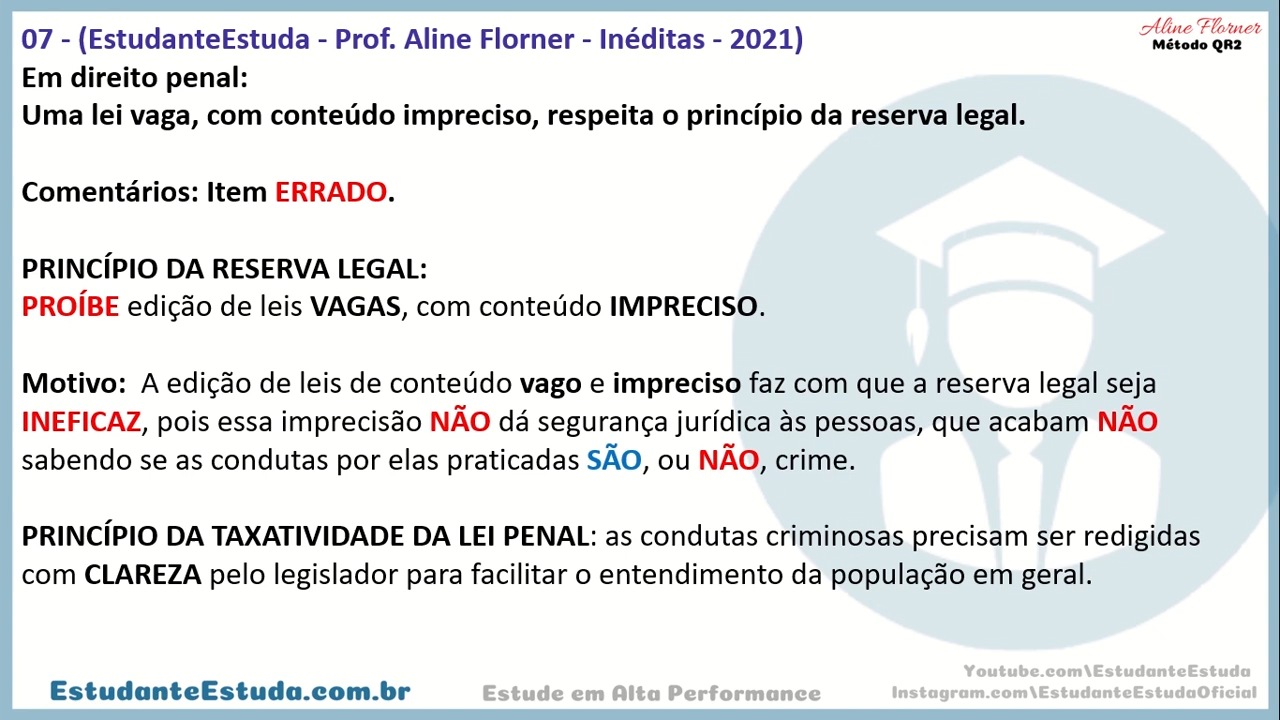 07 - (EstudanteEstuda - Prof. Aline Florner - Inéditas - 2021)
Aline Florner
Método QR2
Em direito penal:
Uma lei vaga, com conteúdo impreciso, respeita o princípio da reserva legal.
Comentários: Item ERRADO.
PRINCÍPIO DA RESERVA LEGAL:
PROÍBE edição de leis VAGAS, com conteúdo IMPRECISO.
Motivo: A edição de leis de conteúdo vago e impreciso faz com que a reserva legal seja
INEFICAZ, pois essa imprecisão NÃO dá segurança jurídica às pessoas, que acabam NÃO
sabendo se as condutas por elas praticadas SÃO, ou NÃO, crime.
PRINCÍPIO DA TAXATIVIDADE DA LEI PENAL: as condutas criminosas precisam ser redigidas
com CLAREZA pelo legislador para facilitar o entendimento da população em geral.
EstudanteEstuda.com.br
Estude em Alta Performance
Youtube.com\EstudanteEstuda
Instagram.com\EstudanteEstudaOficial